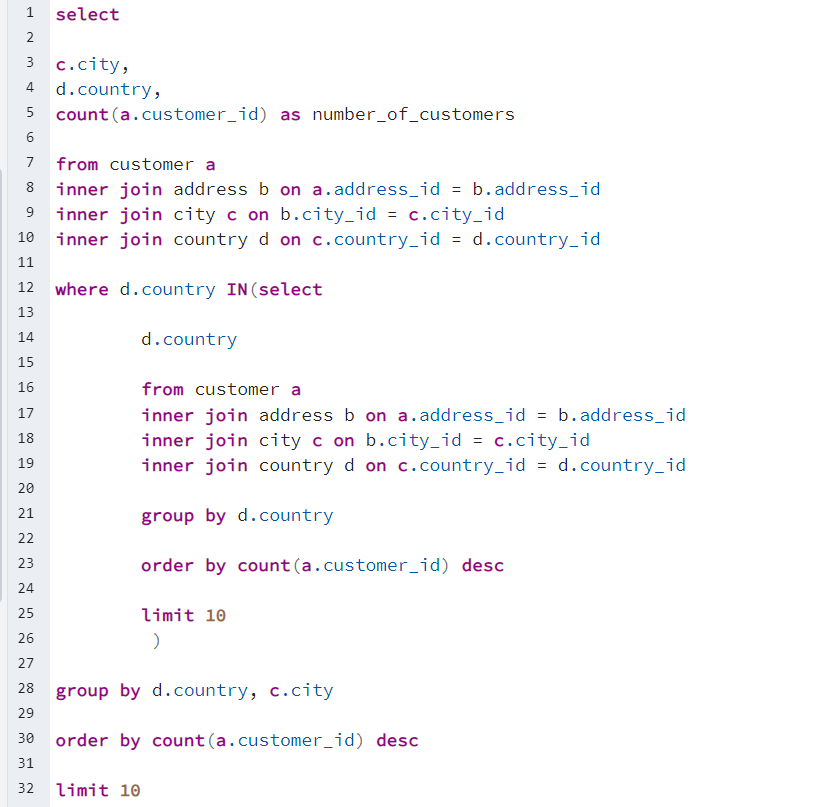 1 select
2
3 c.city,
4 d.country,
5 count(a.customer_id) as number_of_customers
6
7 from customer a
8 inner join address b on a.address_id = b.address_id
9 inner join city c on b.city_id = c.city_id
10 inner join country d on c.country_id = d.country_id
11
12 where d.country IN(select
13
14 d.country
15
16 from customer a
17 inner join address b on a.address_id = b.address_id
18 inner join city c on b.city_id = c.city_id
19 inner join country d on c.country_id = d.country_id
20
21 group by d.country
22
23 order by count(a.customer_id) desc
24
25 limit 10
26 )
27
28 group by d.country, c.city
29
30 order by count(a.customer_id) desc
31
32 limit 10